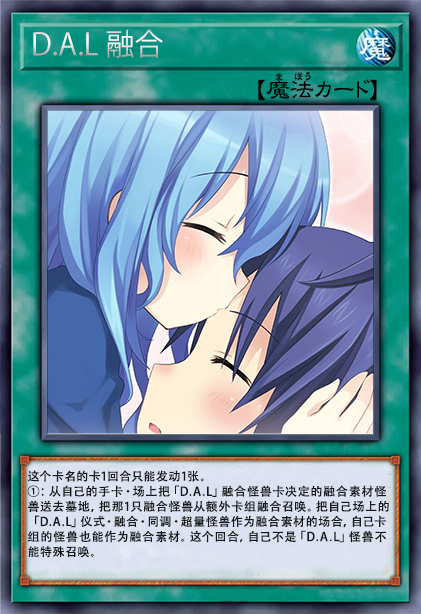 D.A.L 融合
魔
【魔法カード】
まほう
这个卡名的卡1回合只能发动1张。
①：从自己的手卡·场上把「D.A.L」融合怪兽卡决定的融合素材怪
兽送去墓地，把那1只融合怪兽从额外卡组融合召唤。把自己场上的
「D.A.L」仪式·融合·同调·超量怪兽作为融合素材的场合，自己卡
组的怪兽也能作为融合素材。这个回合，自己不是「D.A.L」怪兽不
能特殊召唤。